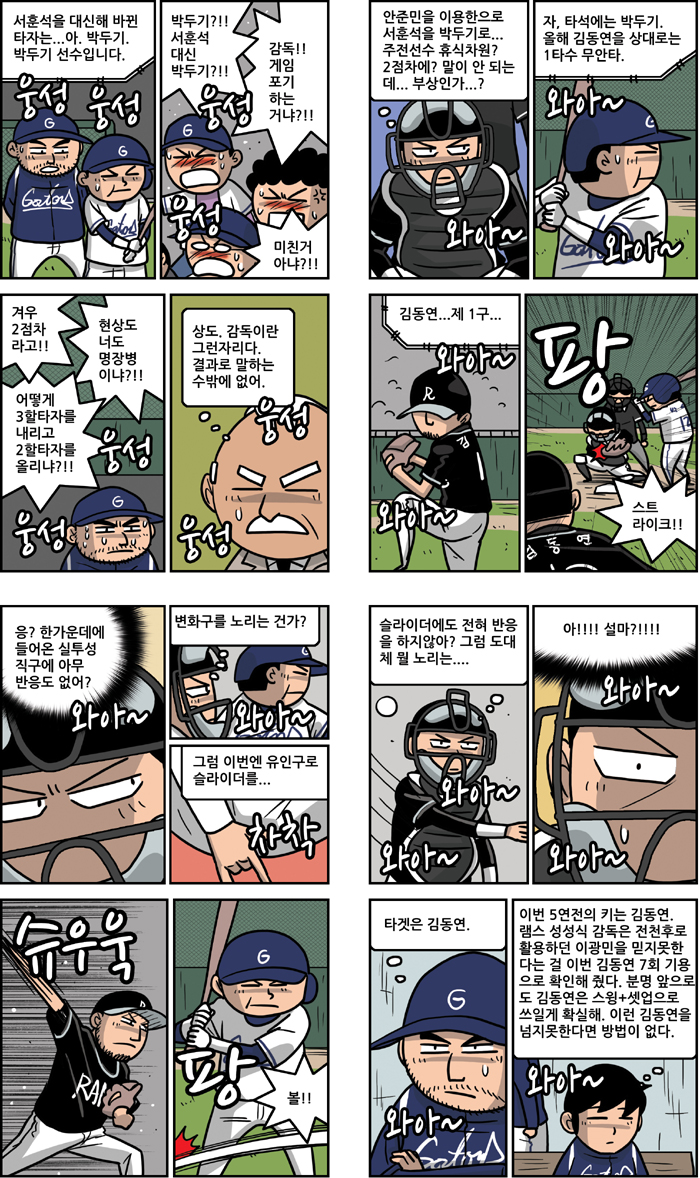 서훈석을 대신해 바뀐
타자는...아. 박두기.
박두기 선수입니다.
웅성
웅성
G
Gators
G
Gators
박두기?!!
서훈석
대신
박두기?!!
감독!!
게임
포기
하는
거냐?!!
웅성
G
웅성
G
미친거
아냐?!!
겨우
2점차
라고!!
현상도
너도
명장병
이냐?!!
어떻게
3할타자를
내리고
2할타자를
올리냐?!!
웅성
웅성
G
상도. 감독이란
그런자리다.
결과로 말하는
수밖에 없어.
웅성
웅성
안준민을 이용한으로
서훈석을 박두기로...
주전선수 휴식차원?
2점차에? 말이 안 되는
데... 부상인가...?
와아~
자, 타석에는 박두기.
올해 김동연을 상대로는
1타수 무안타.
와아~
G
와아~
김동연...제 1구...
와아~
R
김
1
와아~
팡
스트
라이크!!
김동연
응? 한가운데에
들어온 실투성
직구에 아무
반응도 없어?
와아~
변화구를 노리는 건가?
G
와아~
그럼 이번엔 유인구로
슬라이더를...
차착
슈우욱
R
RAM
G
팡
볼!!
슬라이더에도 전혀 반응
을 하지않아? 그럼 도대
체 뭘 노리는....
와아~
와아~
아!!!! 설마?!!!!
와아~
와아~
타겟은 김동연.
G
와아~
Gators
이번 5연전의 키는 김동연.
램스 성성식 감독은 전천후로
활용하던 이광민을 믿지못한
다는 걸 이번 김동연 7회 기용
으로 확인해 줬다. 분명 앞으로
도 김동연은 스윙+셋업으로
쓰일게 확실해. 이런 김동연을
넘지못한다면 방법이 없다.
와아~
Gators